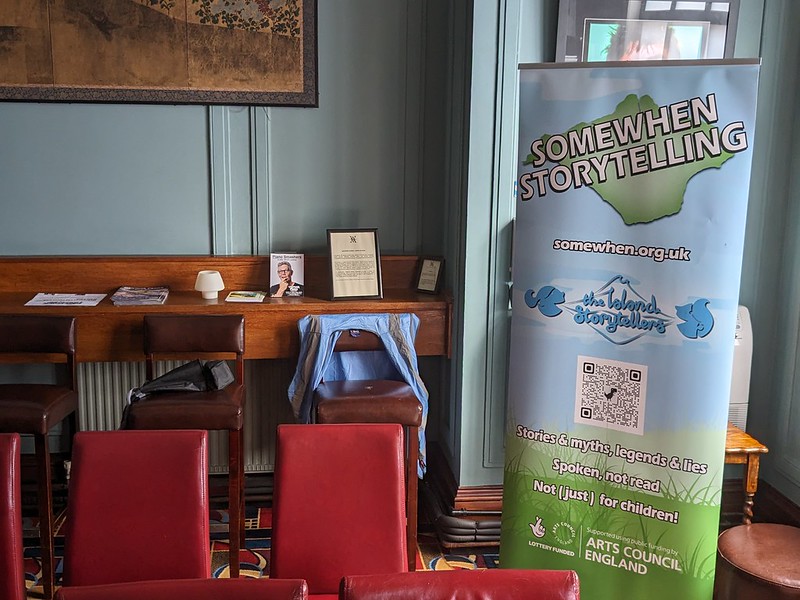 SOMEWHEN
STORYTELLING
somewhen.org.uk
the Island
Storytellers
Stories & myths, legends & lies
Spoken, not read
Not (just) for children!
LOTTERY FUNDED
Supported using public funding by
ARTS COUNCIL
ENGLAND